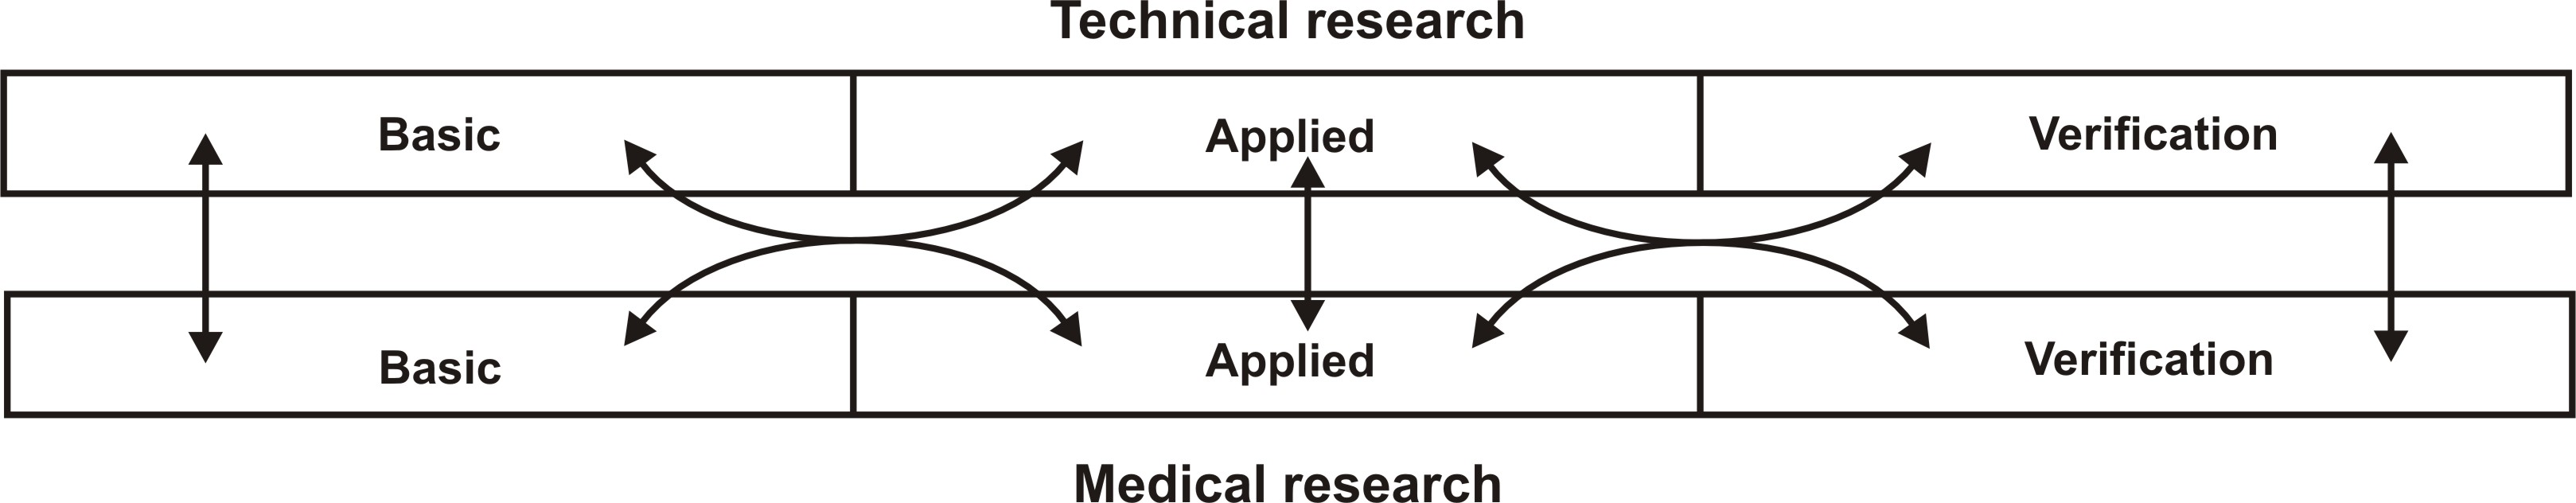 Technical research
Basic Applied Verification
Basic Applied Verification
Medical research